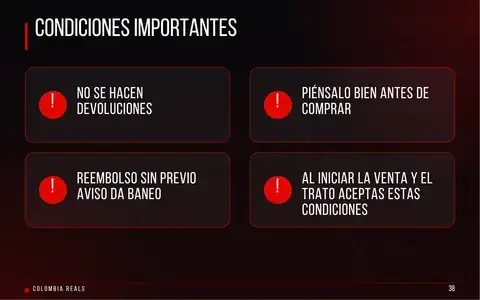 CONDICIONES IMPORTANTES
NO SE HACEN
DEVOLUCIONES
PIÉNSALO BIEN ANTES DE
COMPRAR
REEMBOLSO SIN PREVIO
AVISO DA BANEO
AL INICIAR LA VENTA Y EL
TRATO ACEPTAS ESTAS
CONDICIONES
COLOMBIA REALS
38